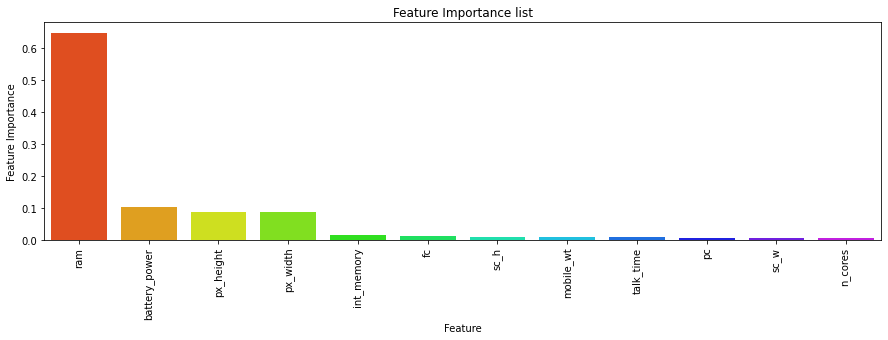 Feature Importance list
Feature Importance
0.6
0.5
0.4
0.3
0.2
0.1
0.0
ram
battery_power
px_height
px_width
int_memory
fc
sc_h
mobile_wt
talk_time
pc
sc_w
n_cores
Feature